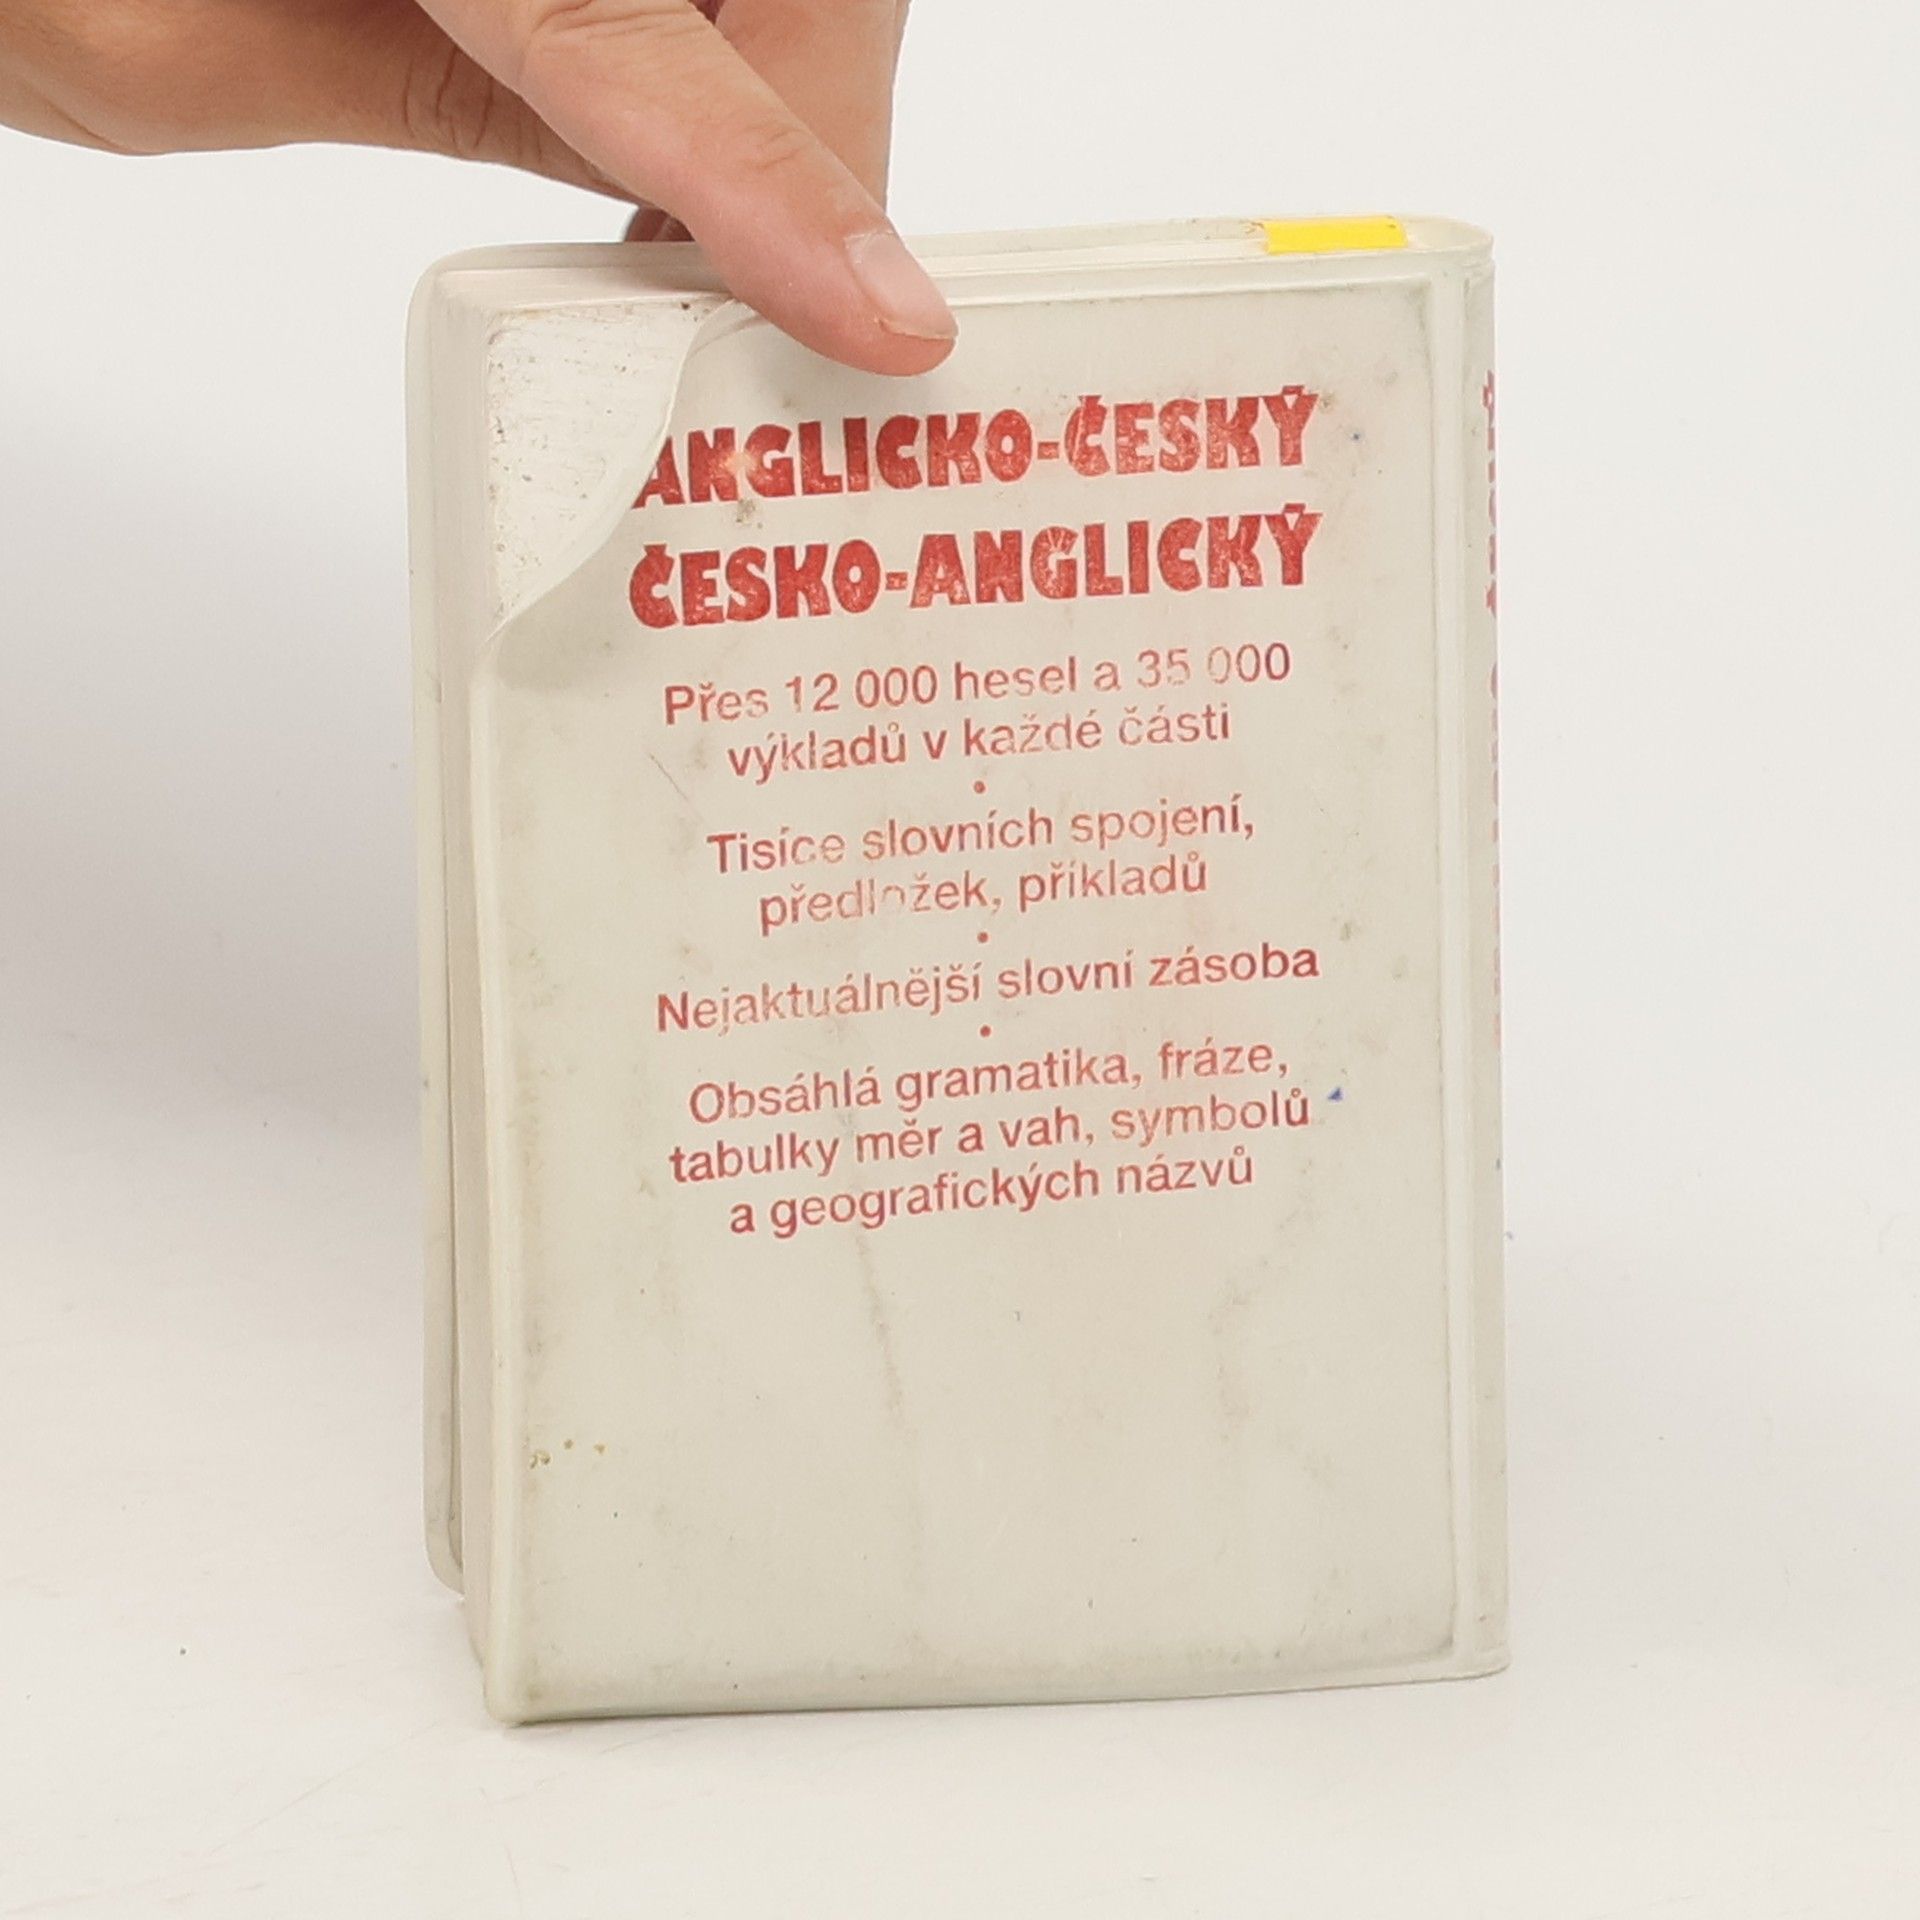 ANGLICKO-ČESKÝ
ČESKO-ANGLICKÝ
Přes 12 000 hesel a 35 000
výkladů v každé části
•
Tisíce slovních spojení,
předložek, příkladů
•
Nejaktuálnější slovní zásoba
•
Obsáhlá gramatika, fráze,
tabulky měr a vah, symbolů
a geografických názvů